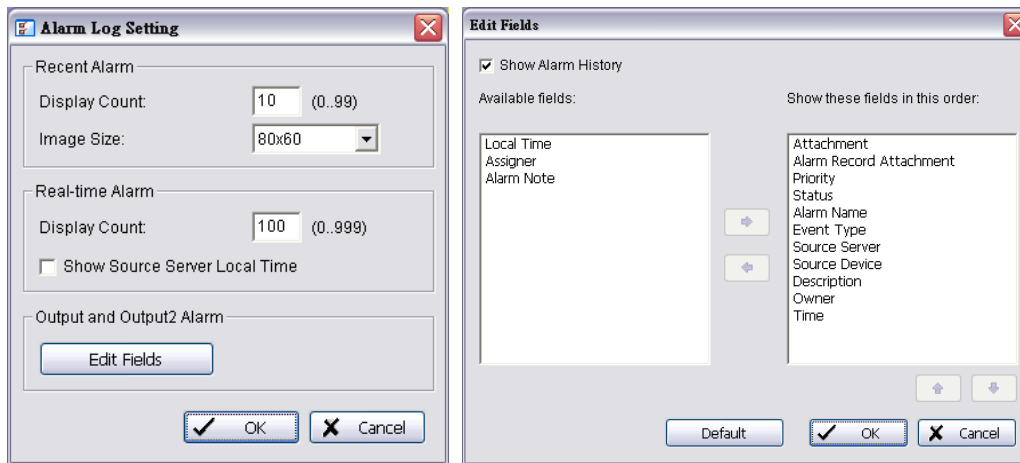 Alarm Log Setting
Recent Alarm
Display Count: 10 (0..99)
Image Size: 80x60
Real-time Alarm
Display Count: 100 (0..999)
Show Source Server Local Time
Output and Output2 Alarm
Edit Fields
OK Cancel
Edit Fields
Show Alarm History
Available fields:
Local Time
Assigner
Alarm Note
Show these fields in this order:
Attachment
Alarm Record Attachment
Priority
Status
Alarm Name
Event Type
Source Server
Source Device
Description
Owner
Time
Default OK Cancel